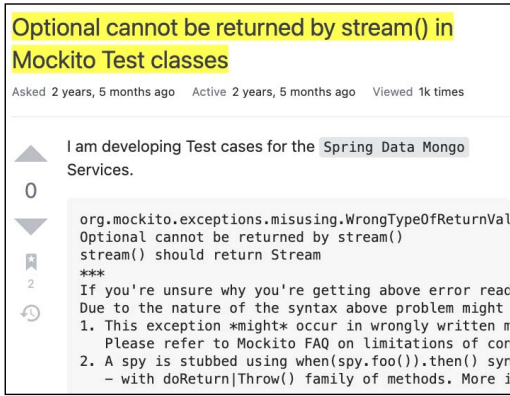 Optional cannot be returned by stream() in
Mockito Test classes
Asked 2 years, 5 months ago Active 2 years, 5 months ago Viewed 1k times
I am developing Test cases for the Spring Data Mongo
Services.
0
2
org.mockito.exceptions.misusing.WrongTypeOfReturnVal
Optional cannot be returned by stream()
stream() should return Stream
***
If you're unsure why you're getting above error read
Due to the nature of the syntax above problem might
1. This exception *might* occur in wrongly written m
Please refer to Mockito FAQ on limitations of con
2. A spy is stubbed using when(spy.foo()).then() syn
- with doReturn|Throw() family of methods. More i